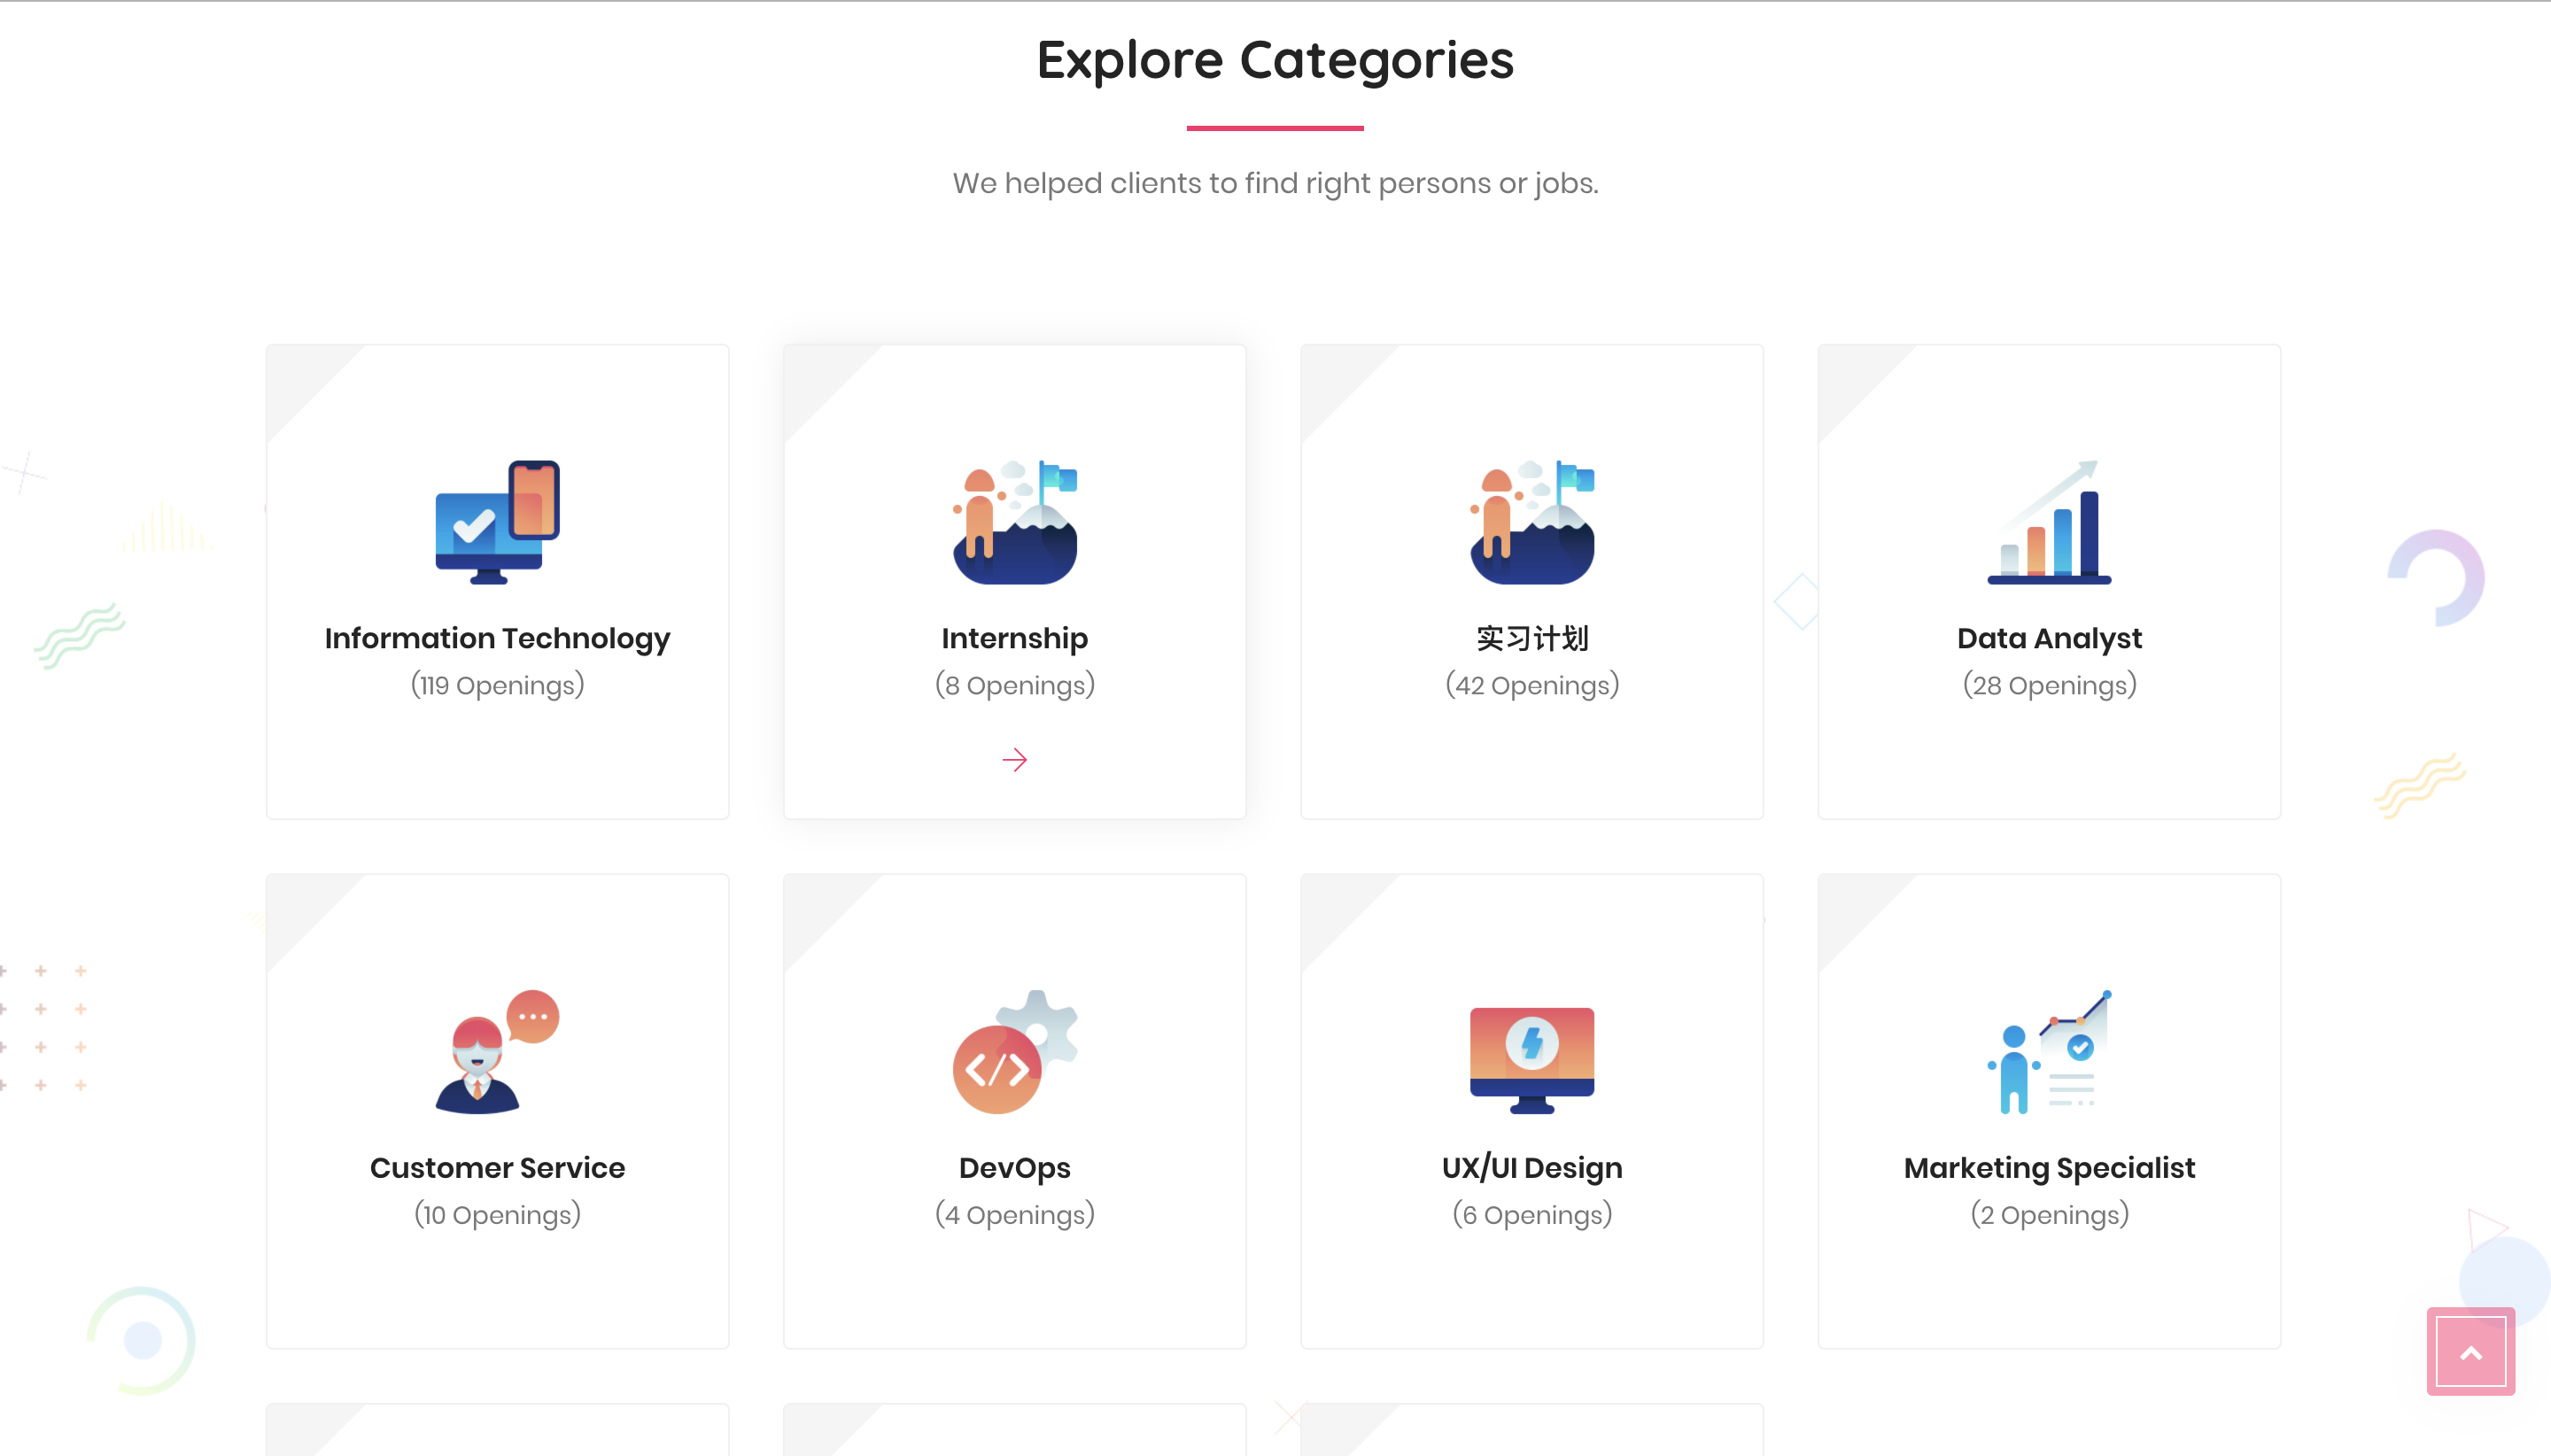 Explore Categories
We helped clients to find right persons or jobs.
Information Technology
(119 Openings)
Internship
(8 Openings)
实习计划
(42 Openings)
Data Analyst
(28 Openings)
Customer Service
(10 Openings)
DevOps
(4 Openings)
UX/UI Design
(6 Openings)
Marketing Specialist
(2 Openings)